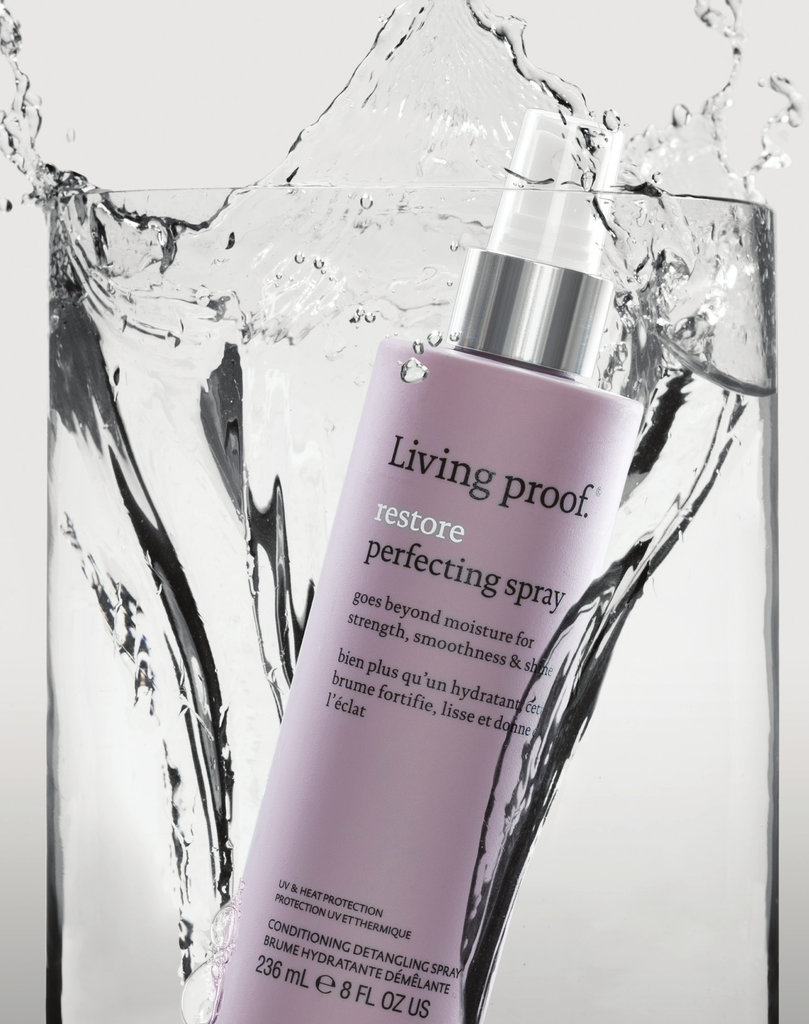 Living proof.®
restore
perfecting spray
goes beyond moisture for
strength, smoothness & shine
bien plus qu'un hydratant, cet
brume fortifie, lisse et donne
l'éclat
UV & HEAT PROTECTION
PROTECTION UV ET THERMIQUE
CONDITIONING DETANGLING SPRAY
BRUME HYDRATANTE DÉMÊLANTE
236 mL ℮ 8 FL OZ US